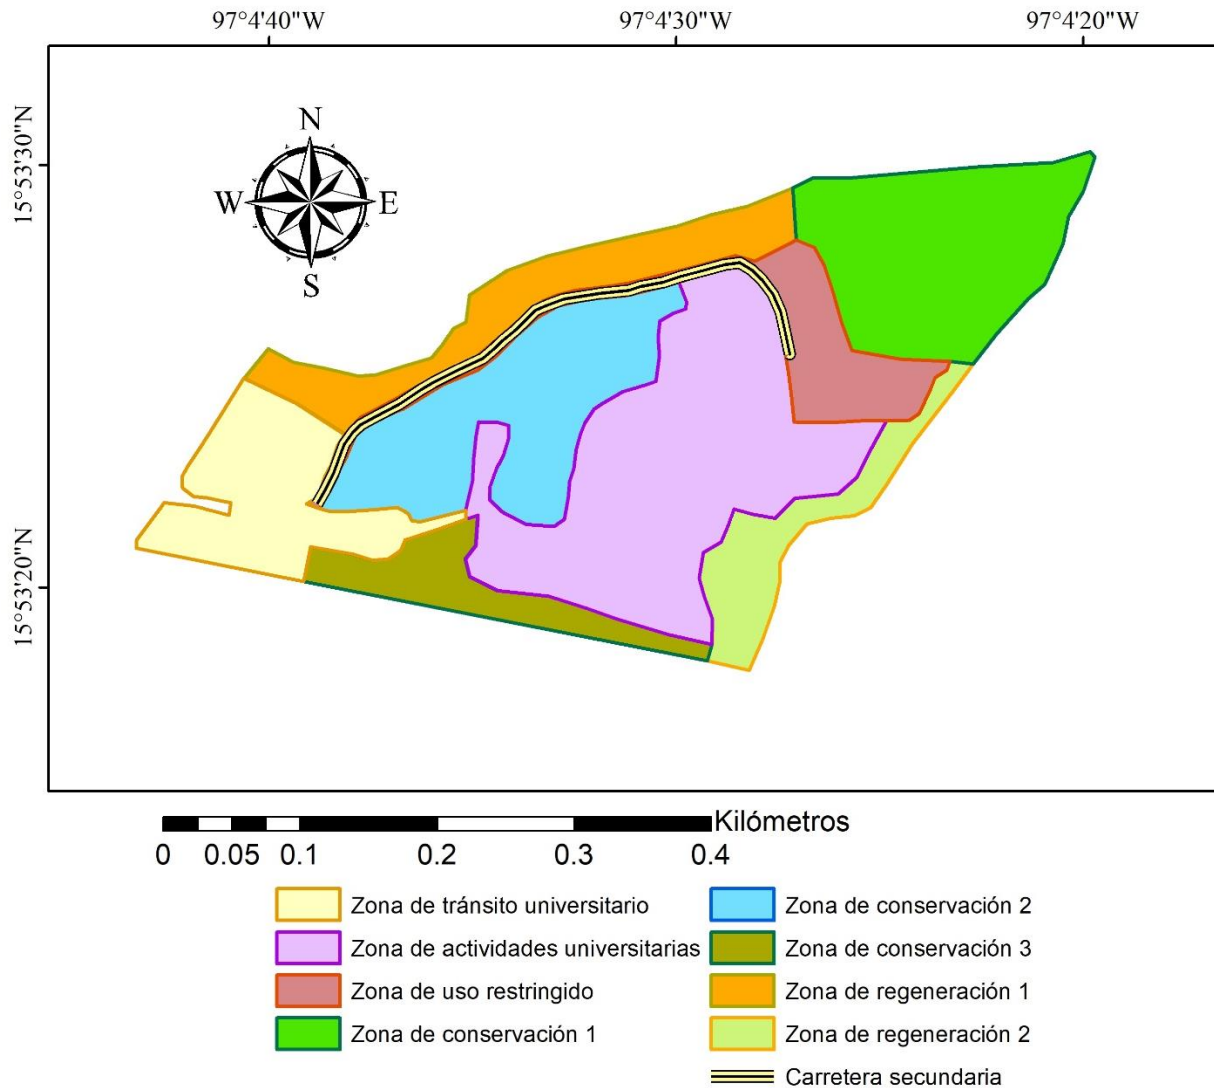 97°4'40"W 97°4'30"W 97°4'20"W
15°53'30"N
N
W E
S
15°53'20"N
Kilómetros
0 0.05 0.1 0.2 0.3 0.4
Zona de tránsito universitario
Zona de actividades universitarias
Zona de uso restringido
Zona de conservación 1
Zona de conservación 2
Zona de conservación 3
Zona de regeneración 1
Zona de regeneración 2
Carretera secundaria